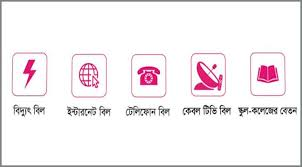 বিদ্যুৎ বিল
ইন্টারনেট বিল
টেলিফোন বিল
কেবল টিভি বিল
স্কুল-কলেজের বেতন